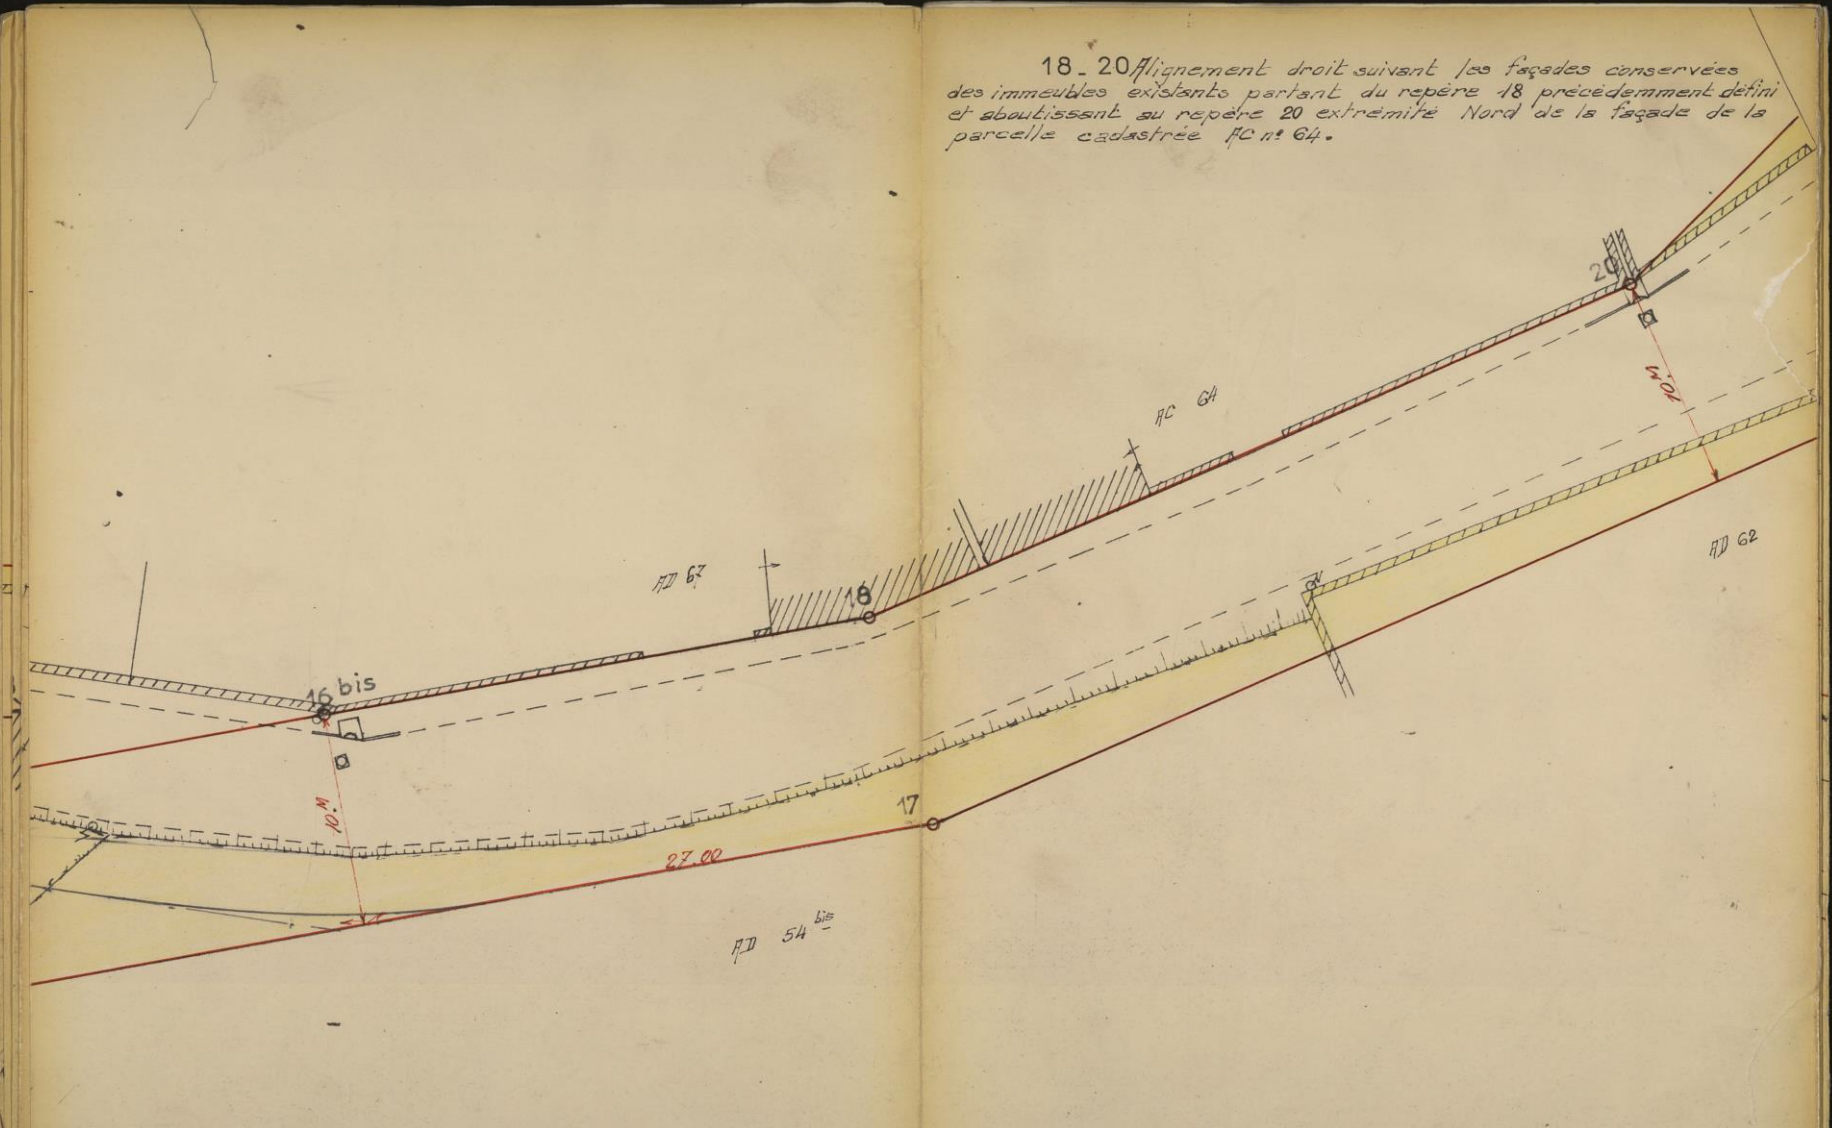 18_20 Alignement droit suivant les façades conservées
des immeubles existants partant du repère 18 précédemment défini
et aboutissant au repère 20 extrémité Nord de la façade de la
parcelle cadastrée AC nº 64.
20
10.M
AC 64
AD 62
AD 67
18
16 bis
10.M
17
27.00
AD 54 bis